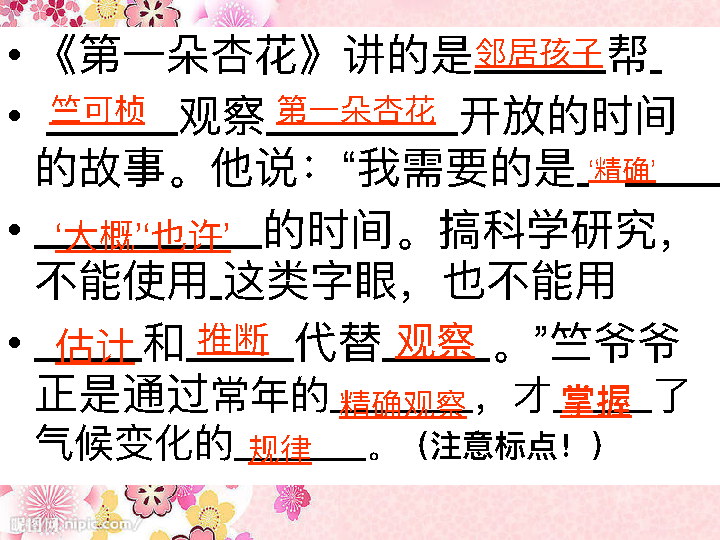 • 《第一朵杏花》讲的是邻居孩子帮
• 竺可桢 观察 第一朵杏花 开放的时间
的故事。他说：“我需要的是 ‘精确’
• ‘大概’‘也许’ 的时间。搞科学研究，
不能使用 这类字眼，也不能用
• 估计 和 推断 代替 观察 。”竺爷爷
正是通过常年的 精确观察 ，才 掌握 了
气候变化的 规律 。（注意标点！）
昵图网 nipic.com/